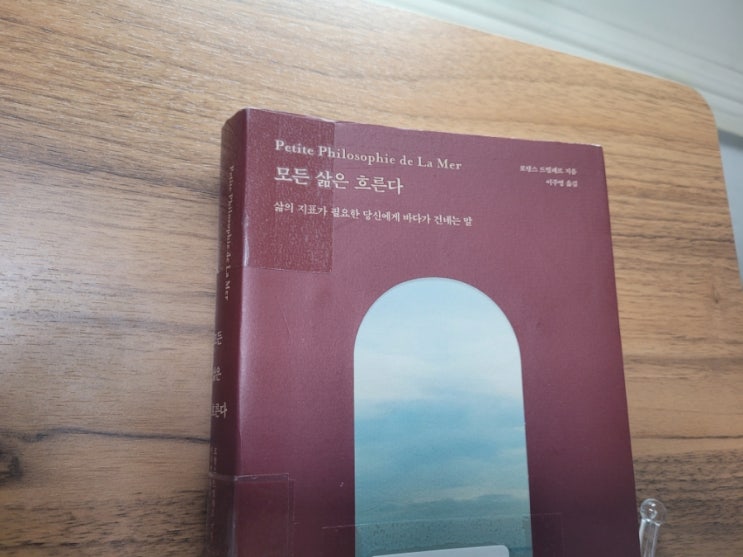 Petite Philosophie de La Mer
모든 삶은 흐른다
삶의 지표가 필요한 당신에게 바다가 건네는 말
로랑스 드빌레르 지음
이주영 옮김
Petite Philosophie de La Mer
모든
삶은
흐른다